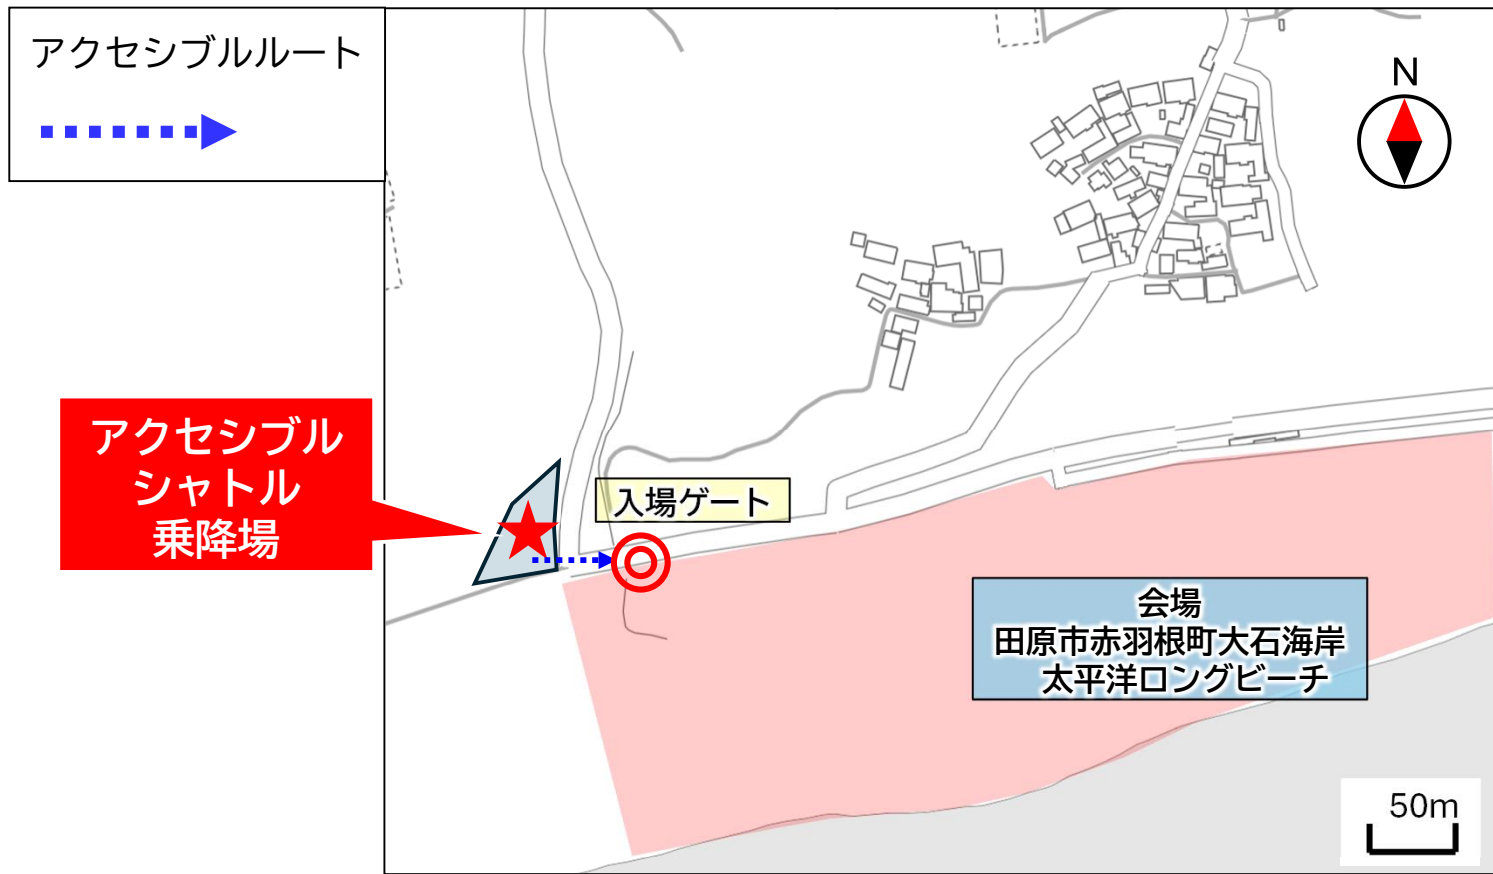 アクセシブルルート
N
アクセシブル
シャトル
乗降場
入場ゲート
会場
田原市赤羽根町大石海岸
太平洋ロングビーチ
50m